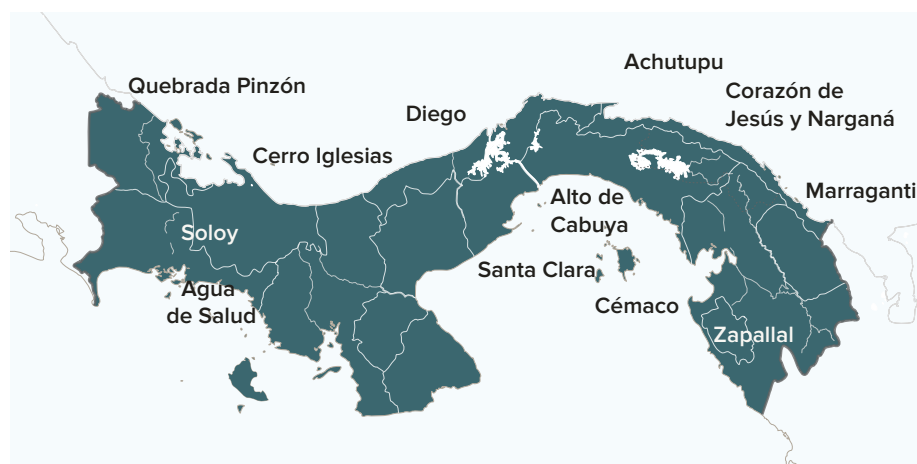 Achutupu
Quebrada Pinzón
Corazón de
Jesús y Narganá
Diego
Cerro Iglesias
Marraganti
Alto de
Cabuya
Soloy
Santa Clara
Agua
de Salud
Cémaco
Zapallal